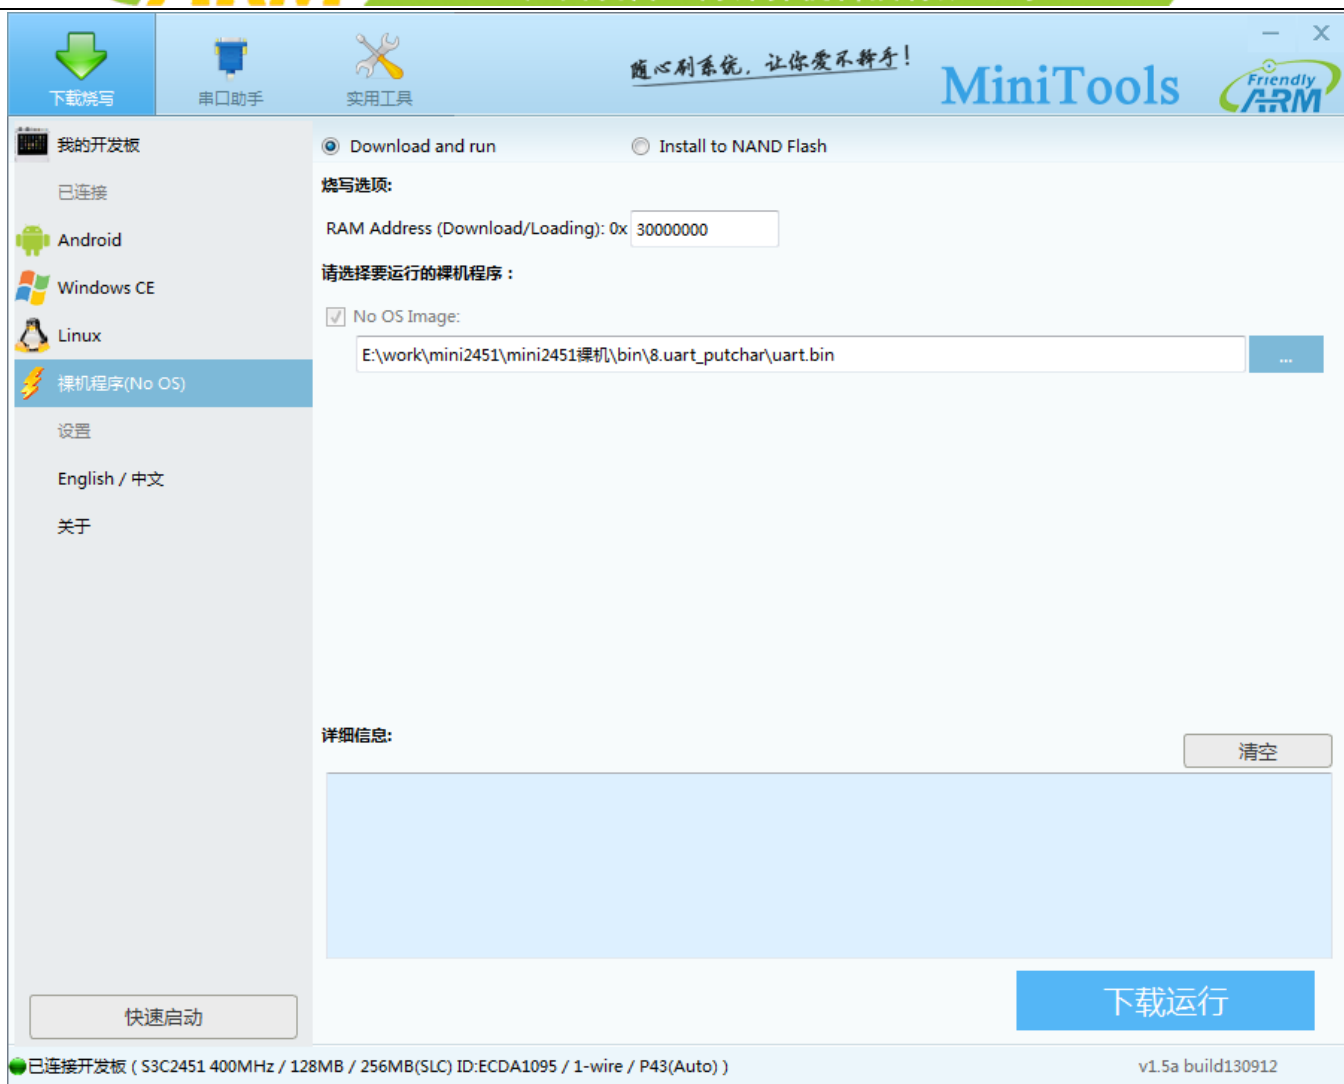 ARM
下载烧写
串口助手
实用工具
随心刷系统，让你爱不释手！
MiniTools
Friendly
ARM
我的开发板
已连接
Android
Windows CE
Linux
裸机程序(No OS)
设置
English / 中文
关于
快速启动
Download and run
Install to NAND Flash
烧写选项:
RAM Address (Download/Loading): 0x 30000000
请选择要运行的裸机程序：
No OS Image:
E:\work\mini2451\mini2451裸机\bin\8.uart_putchar\uart.bin
...
详细信息:
清空
下载运行
已连接开发板 ( S3C2451 400MHz / 128MB / 256MB(SLC) ID:ECDA1095 / 1-wire / P43(Auto) )
v1.5a build130912